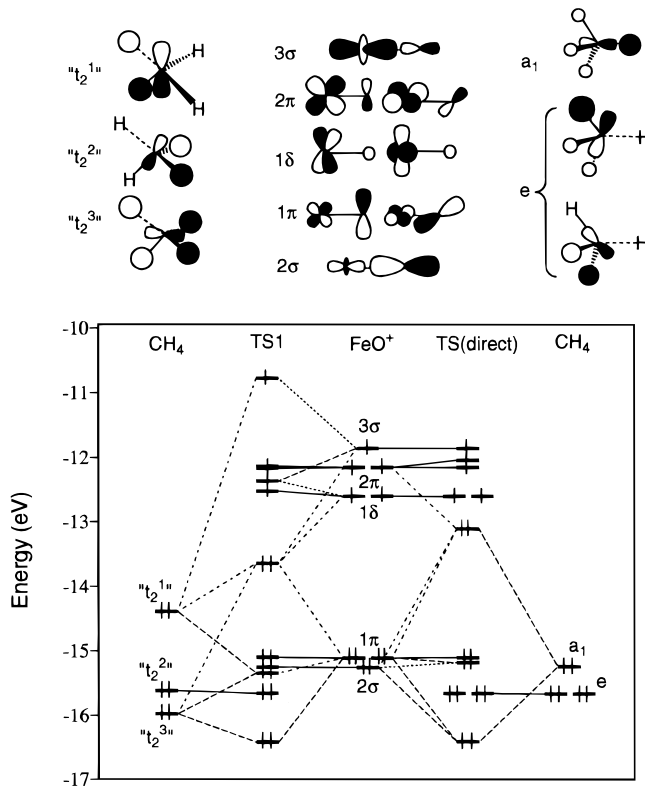 "t₂¹"
H
H
"t₂²"
H
H
"t₂³"
3σ
2π
1δ
1π
2σ
a₁
e
H
-10
-11
-12
-13
-14
-15
-16
-17
Energy (eV)
CH₄ TS1 FeO⁺ TS(direct) CH₄
3σ
2π
1δ
"t₂¹"
1π
a₁
"t₂²"
2σ
e
"t₂³"